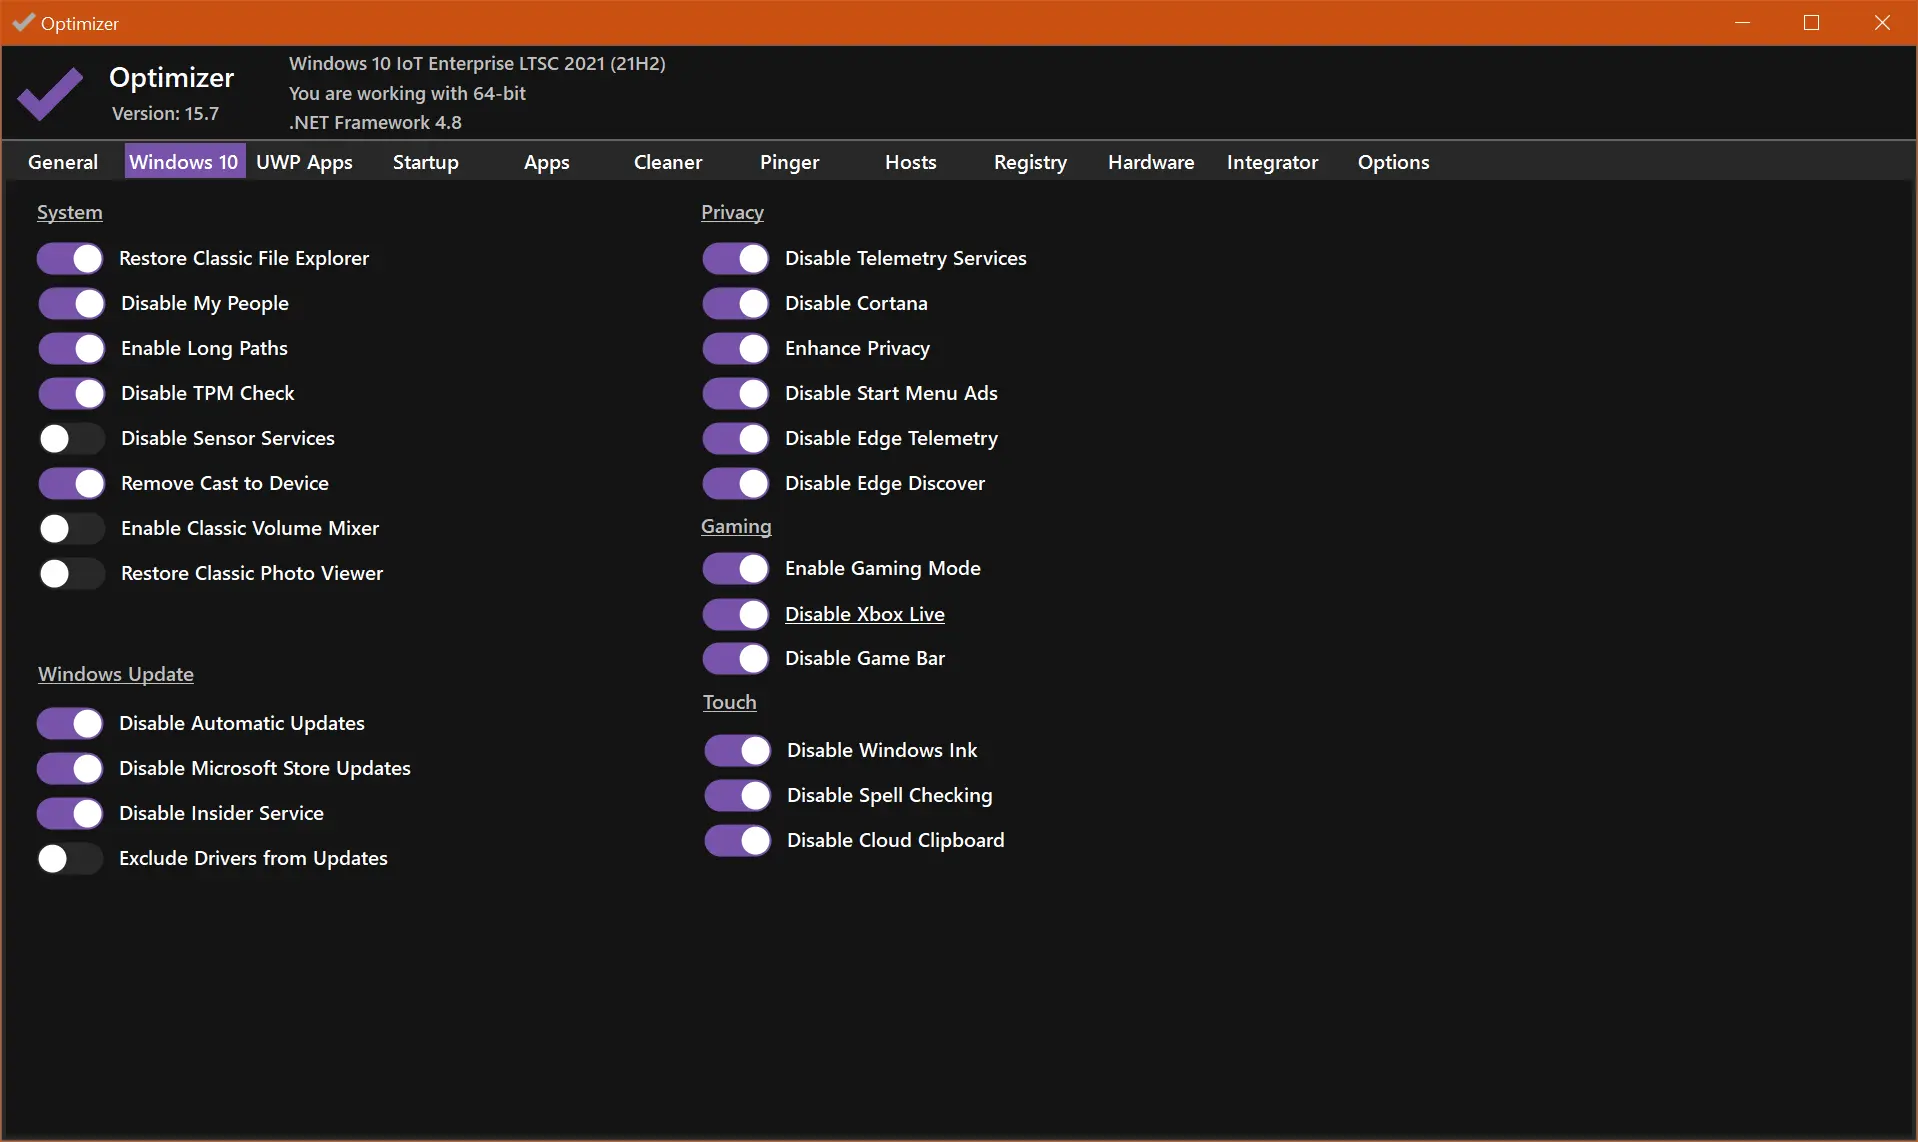 Optimizer
Optimizer
Version: 15.7
Windows 10 IoT Enterprise LTSC 2021 (21H2)
You are working with 64-bit
.NET Framework 4.8
General Windows 10 UWP Apps Startup Apps Cleaner Pinger Hosts Registry Hardware Integrator Options
System
Restore Classic File Explorer
Disable My People
Enable Long Paths
Disable TPM Check
Disable Sensor Services
Remove Cast to Device
Enable Classic Volume Mixer
Restore Classic Photo Viewer
Windows Update
Disable Automatic Updates
Disable Microsoft Store Updates
Disable Insider Service
Exclude Drivers from Updates
Privacy
Disable Telemetry Services
Disable Cortana
Enhance Privacy
Disable Start Menu Ads
Disable Edge Telemetry
Disable Edge Discover
Gaming
Enable Gaming Mode
Disable Xbox Live
Disable Game Bar
Touch
Disable Windows Ink
Disable Spell Checking
Disable Cloud Clipboard